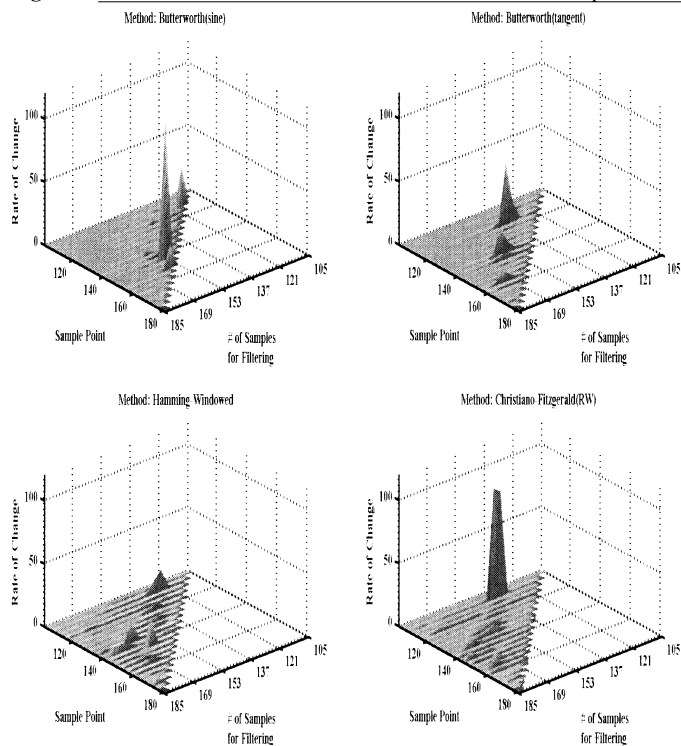 Method: Butterworth(sine)
100
50
0
Rate of Change
120
140
160
180
Sample Point
185
169
153
137
121
105
# of Samples
for Filtering
Method: Butterworth(tangent)
100
50
0
Rate of Change
120
140
160
180
Sample Point
185
169
153
137
121
105
# of Samples
for Filtering
Method: Hamming-Windowed
100
50
0
Rate of Change
120
140
160
180
Sample Point
185
169
153
137
121
105
# of Samples
for Filtering
Method: Christiano-Fitzgerald(RW)
100
50
0
Rate of Change
120
140
160
180
Sample Point
185
169
153
137
121
105
# of Samples
for Filtering